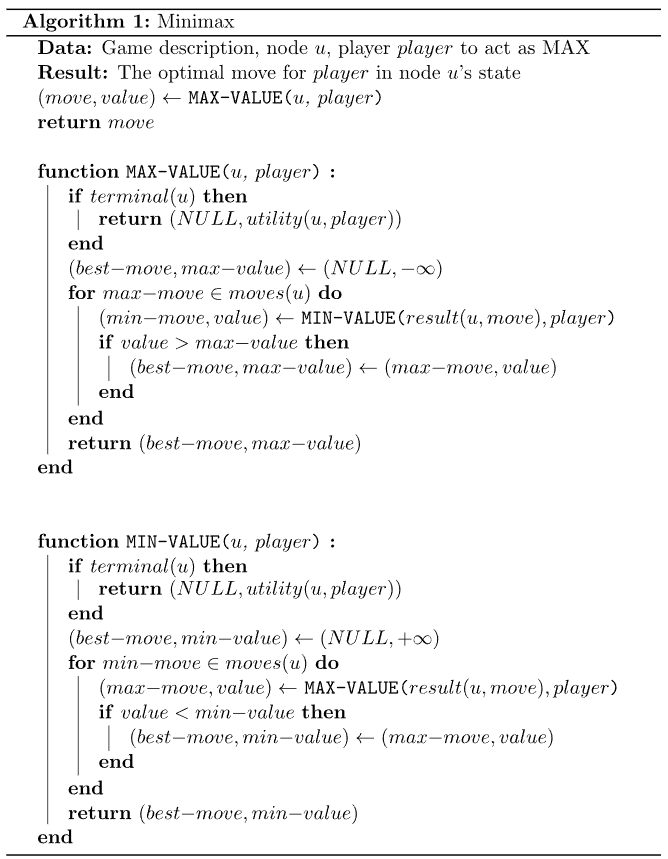 Algorithm 1: Minimax
Data: Game description, node u, player player to act as MAX
Result: The optimal move for player in node u's state
(move, value) ← MAX-VALUE(u, player)
return move
function MAX-VALUE(u, player) :
if terminal(u) then
return (NULL, utility(u, player))
end
(best−move, max−value) ← (NULL, −∞)
for max−move ∈ moves(u) do
(min−move, value) ← MIN-VALUE(result(u, move), player)
if value > max−value then
(best−move, max−value) ← (max−move, value)
end
end
return (best−move, max−value)
end
function MIN-VALUE(u, player) :
if terminal(u) then
return (NULL, utility(u, player))
end
(best−move, min−value) ← (NULL, +∞)
for min−move ∈ moves(u) do
(max−move, value) ← MAX-VALUE(result(u, move), player)
if value < min−value then
(best−move, min−value) ← (max−move, value)
end
end
return (best−move, min−value)
end